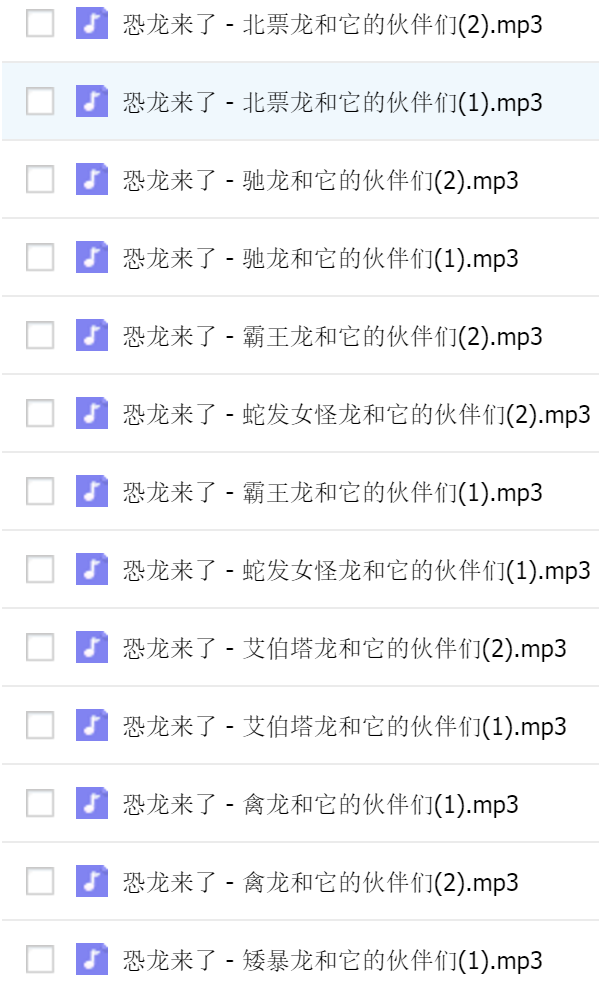 恐龙来了 - 北票龙和它的伙伴们(2).mp3
恐龙来了 - 北票龙和它的伙伴们(1).mp3
恐龙来了 - 驰龙和它的伙伴们(2).mp3
恐龙来了 - 驰龙和它的伙伴们(1).mp3
恐龙来了 - 霸王龙和它的伙伴们(2).mp3
恐龙来了 - 蛇发女怪龙和它的伙伴们(2).mp3
恐龙来了 - 霸王龙和它的伙伴们(1).mp3
恐龙来了 - 蛇发女怪龙和它的伙伴们(1).mp3
恐龙来了 - 艾伯塔龙和它的伙伴们(2).mp3
恐龙来了 - 艾伯塔龙和它的伙伴们(1).mp3
恐龙来了 - 禽龙和它的伙伴们(1).mp3
恐龙来了 - 禽龙和它的伙伴们(2).mp3
恐龙来了 - 矮暴龙和它的伙伴们(1).mp3